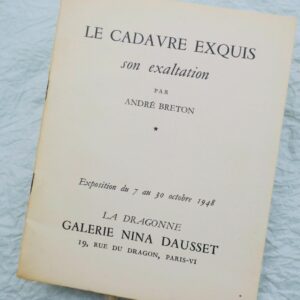 LE CADAVRE EXQUIS
son exaltation
PAR
ANDRÉ BRETON
*
Exposition du 7 au 30 octobre 1948
LA DRAGONNE
GALERIE NINA DAUSSET
19, RUE DU DRAGON, PARIS-VI